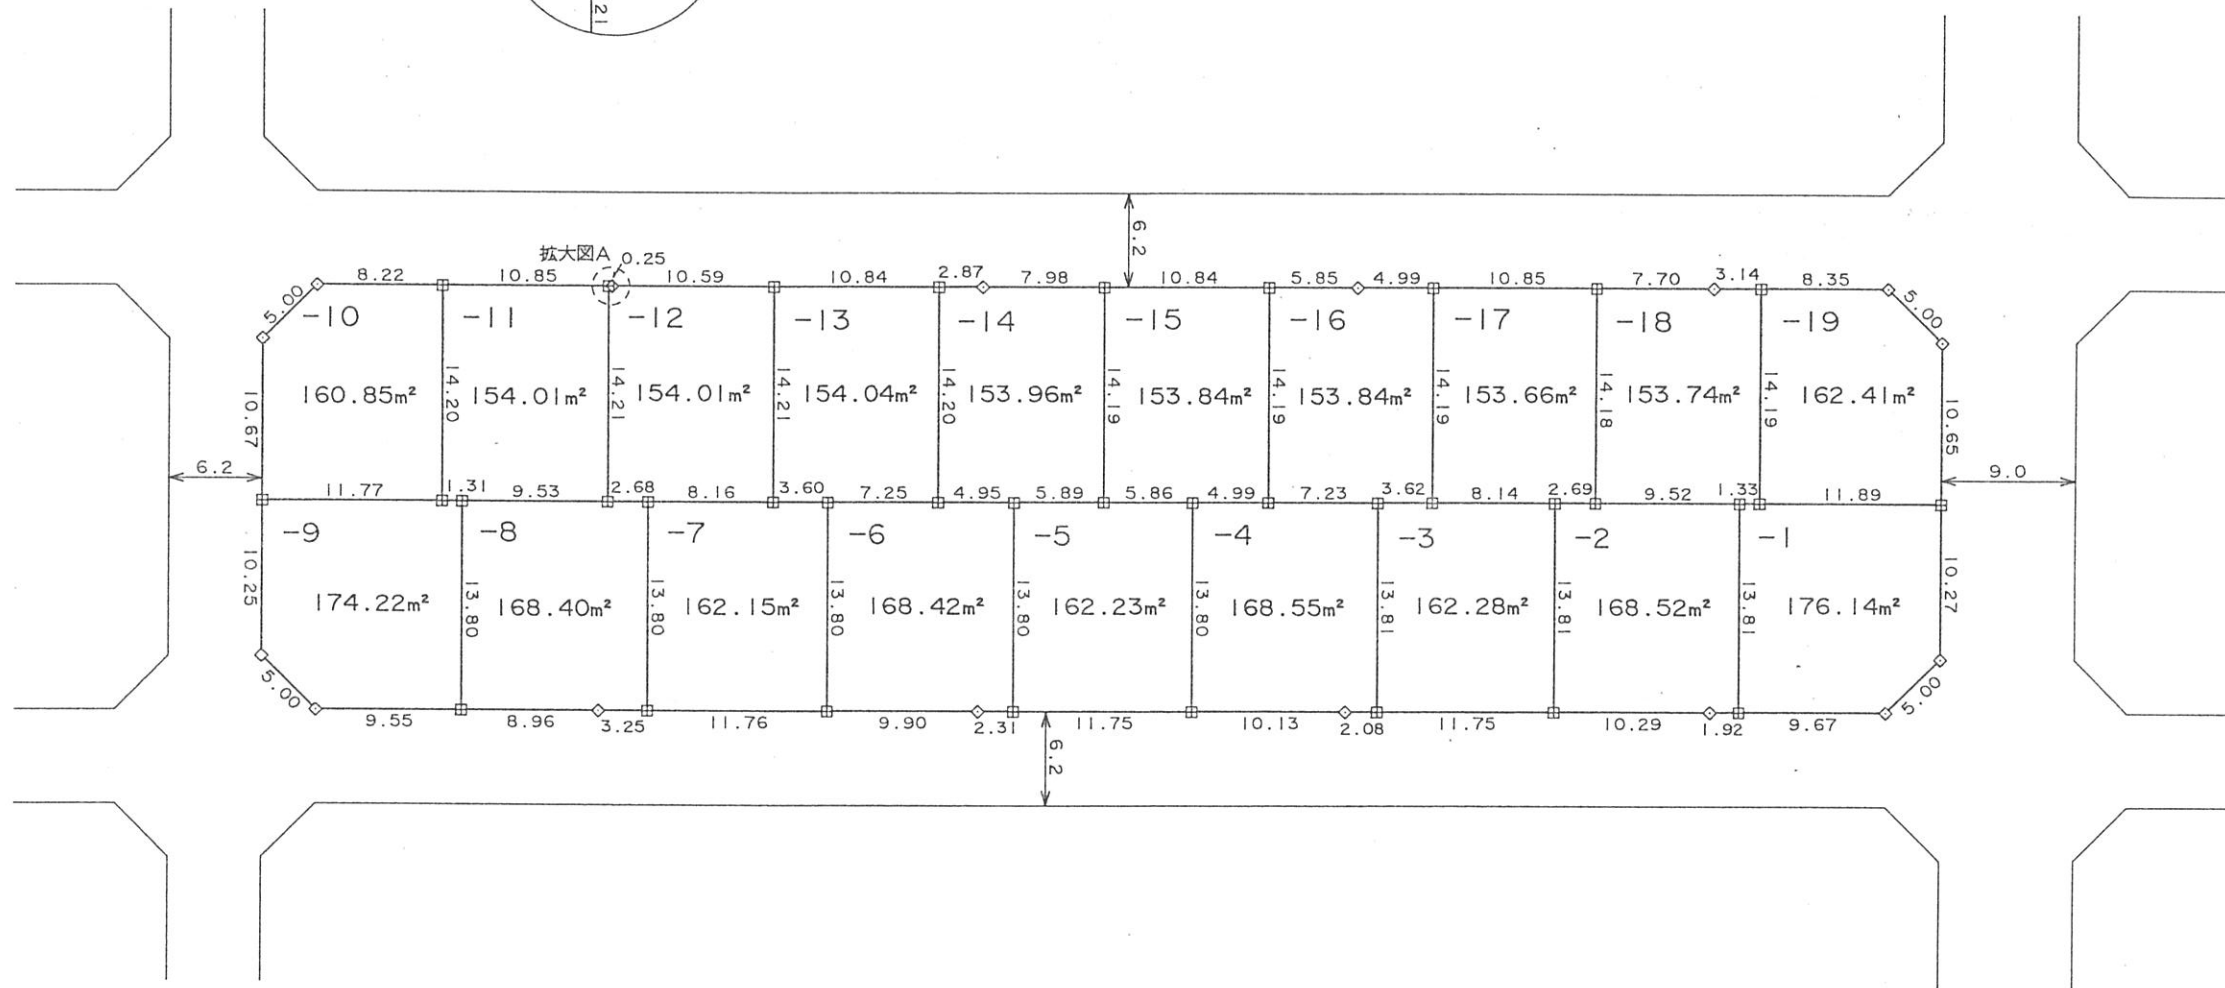 21
6.2
拡大図A 0.25
8.22 10.85 10.59 10.84 2.87 7.98 10.84 5.85 4.99 10.85 7.70 3.14 8.35
5.00 5.00
-10 -11 -12 -13 -14 -15 -16 -17 -18 -19
160.85m² 154.01m² 154.01m² 154.04m² 153.96m² 153.84m² 153.84m² 153.66m² 153.74m² 162.41m²
10.67 14.20 14.21 14.21 14.20 14.19 14.19 14.19 14.18 14.19 10.65
6.2 9.0
11.77 1.31 9.53 2.68 8.16 3.60 7.25 4.95 5.89 5.86 4.99 7.23 3.62 8.14 2.69 9.52 1.33 11.89
-9 -8 -7 -6 -5 -4 -3 -2 -1
174.22m² 168.40m² 162.15m² 168.42m² 162.23m² 168.55m² 162.28m² 168.52m² 176.14m²
10.25 13.80 13.80 13.80 13.80 13.80 13.81 13.81 13.81 10.27
5.00 5.00
9.55 8.96 3.25 11.76 9.90 2.31 11.75 10.13 2.08 11.75 10.29 1.92 9.67
6.2